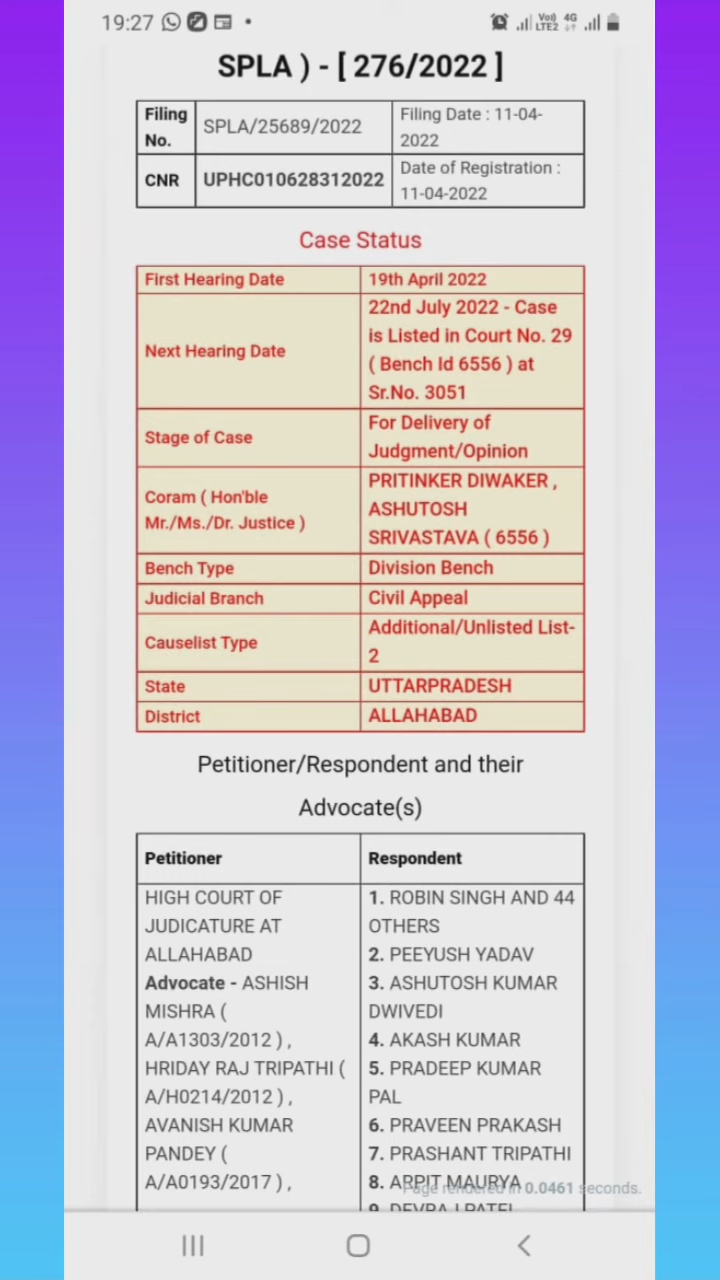 19:27
Vo) 4G
LTE2
SPLA ) - [ 276/2022 ]
Filing No.
SPLA/25689/2022
Filing Date : 11-04-2022
CNR
UPHC010628312022
Date of Registration : 11-04-2022
Case Status
First Hearing Date
19th April 2022
Next Hearing Date
22nd July 2022 - Case
is Listed in Court No. 29
( Bench Id 6556 ) at
Sr.No. 3051
Stage of Case
For Delivery of
Judgment/Opinion
Coram ( Hon'ble
Mr./Ms./Dr. Justice )
PRITINKER DIWAKER ,
ASHUTOSH
SRIVASTAVA ( 6556 )
Bench Type
Division Bench
Judicial Branch
Civil Appeal
Causelist Type
Additional/Unlisted List-
2
State
UTTARPRADESH
District
ALLAHABAD
Petitioner/Respondent and their
Advocate(s)
Petitioner
Respondent
HIGH COURT OF
JUDICATURE AT
ALLAHABAD
Advocate - ASHISH
MISHRA (
A/A1303/2012 ) ,
HRIDAY RAJ TRIPATHI (
A/H0214/2012 ) ,
AVANISH KUMAR
PANDEY (
A/A0193/2017 ) ,
1. ROBIN SINGH AND 44
OTHERS
2. PEEYUSH YADAV
3. ASHUTOSH KUMAR
DWIVEDI
4. AKASH KUMAR
5. PRADEEP KUMAR
PAL
6. PRAVEEN PRAKASH
7. PRASHANT TRIPATHI
8. ARPIT MAURYA
Page rendered in 0.0461 seconds.
9. DEVRAJ PATEL